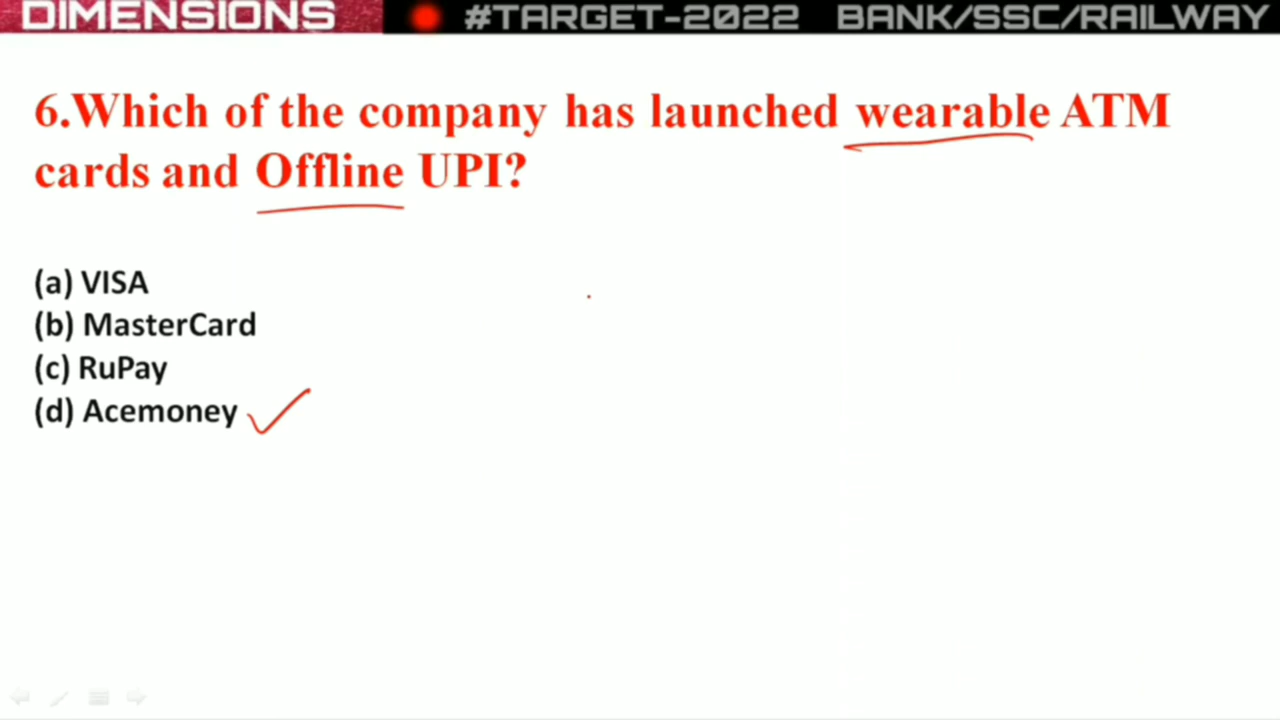 DIMENSIONS #TARGET-2022 BANK/SSC/RAILWAY
6.Which of the company has launched wearable ATM
cards and Offline UPI?
(a) VISA
(b) MasterCard
(c) RuPay
(d) Acemoney